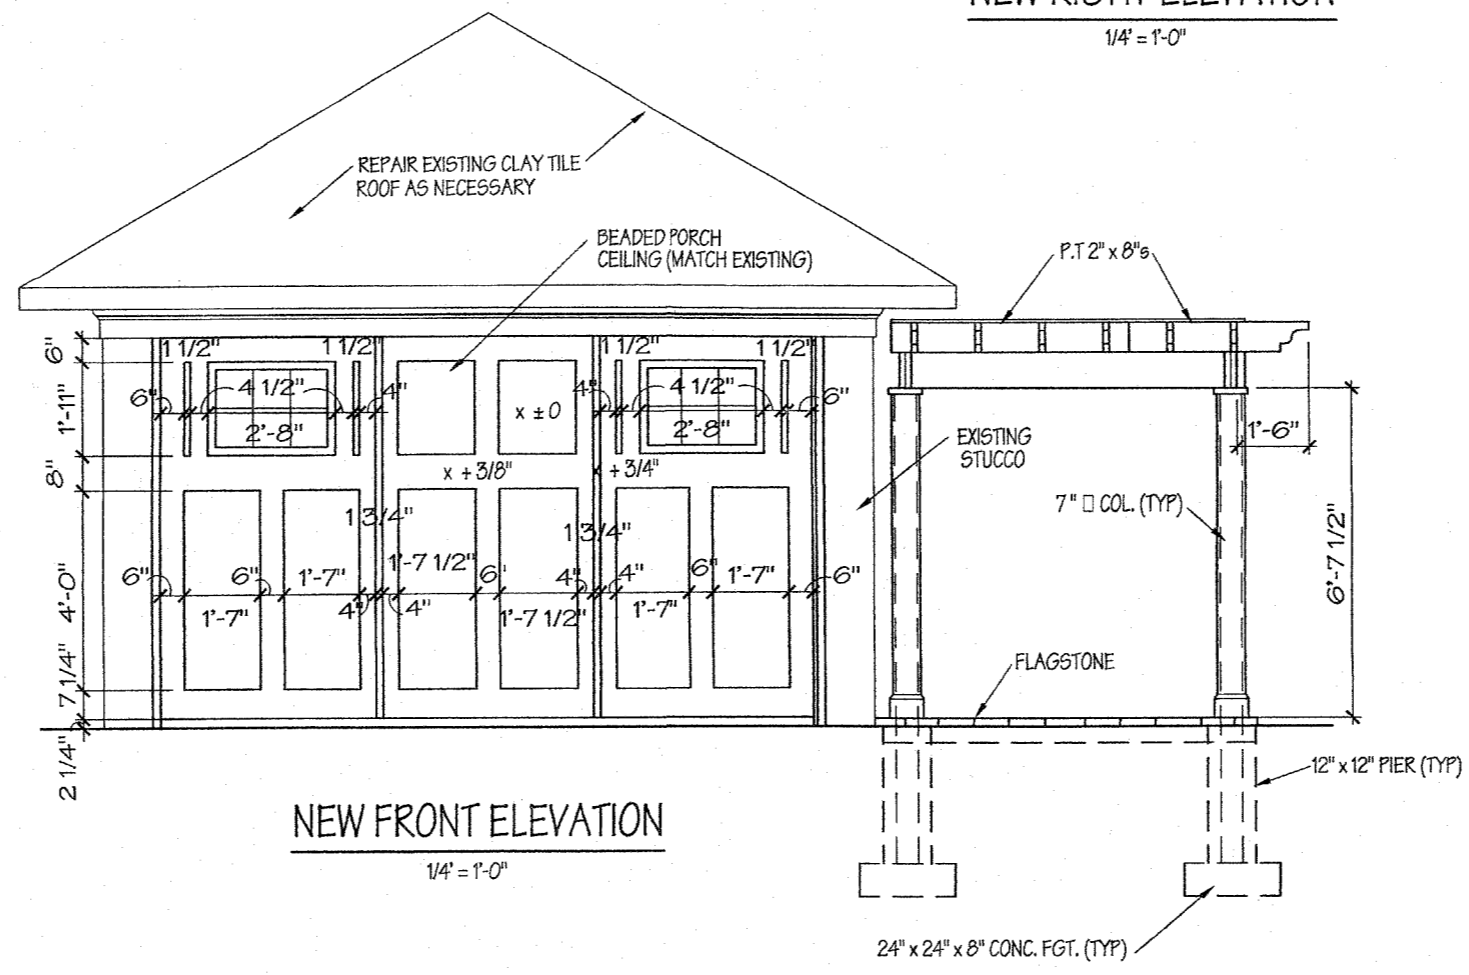 NEW RIGHT ELEVATION
1/4' = 1'-0"
REPAIR EXISTING CLAY TILE
ROOF AS NECESSARY
BEADED PORCH
CEILING (MATCH EXISTING)
P.T 2" x 8"s
6"
1 1/2"
1 1/2"
1 1/2"
1 1/2"
1'-11"
6"
4 1/2"
4"
2'-8"
x ±0
4"
4 1/2"
6"
2'-8"
EXISTING
STUCCO
1'-6"
8"
x + 3/8"
x + 3/4"
7" □ COL. (TYP)
1 3/4"
1 3/4"
6'-7 1/2"
4'-0"
6"
6"
1'-7"
1'-7 1/2"
6'
4"
4"
6"
1'-7"
6"
1'-7"
4"
4"
1'-7 1/2"
1'-7"
7 1/4"
FLAGSTONE
2 1/4"
12" x 12" PIER (TYP)
NEW FRONT ELEVATION
1/4' = 1'-0"
24" x 24" x 8" CONC. FGT. (TYP)